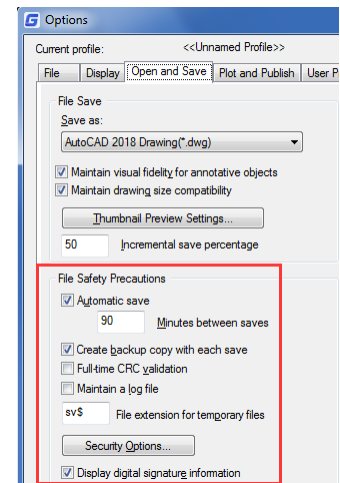 Options
Current profile: <<Unnamed Profile>>
File Display Open and Save Plot and Publish User P
File Save
Save as:
AutoCAD 2018 Drawing(*.dwg)
Maintain visual fidelity for annotative objects
Maintain drawing size compatibility
Thumbnail Preview Settings...
50 Incremental save percentage
File Safety Precautions
Automatic save
90 Minutes between saves
Create backup copy with each save
Full-time CRC validation
Maintain a log file
sv$ File extension for temporary files
Security Options...
Display digital signature information